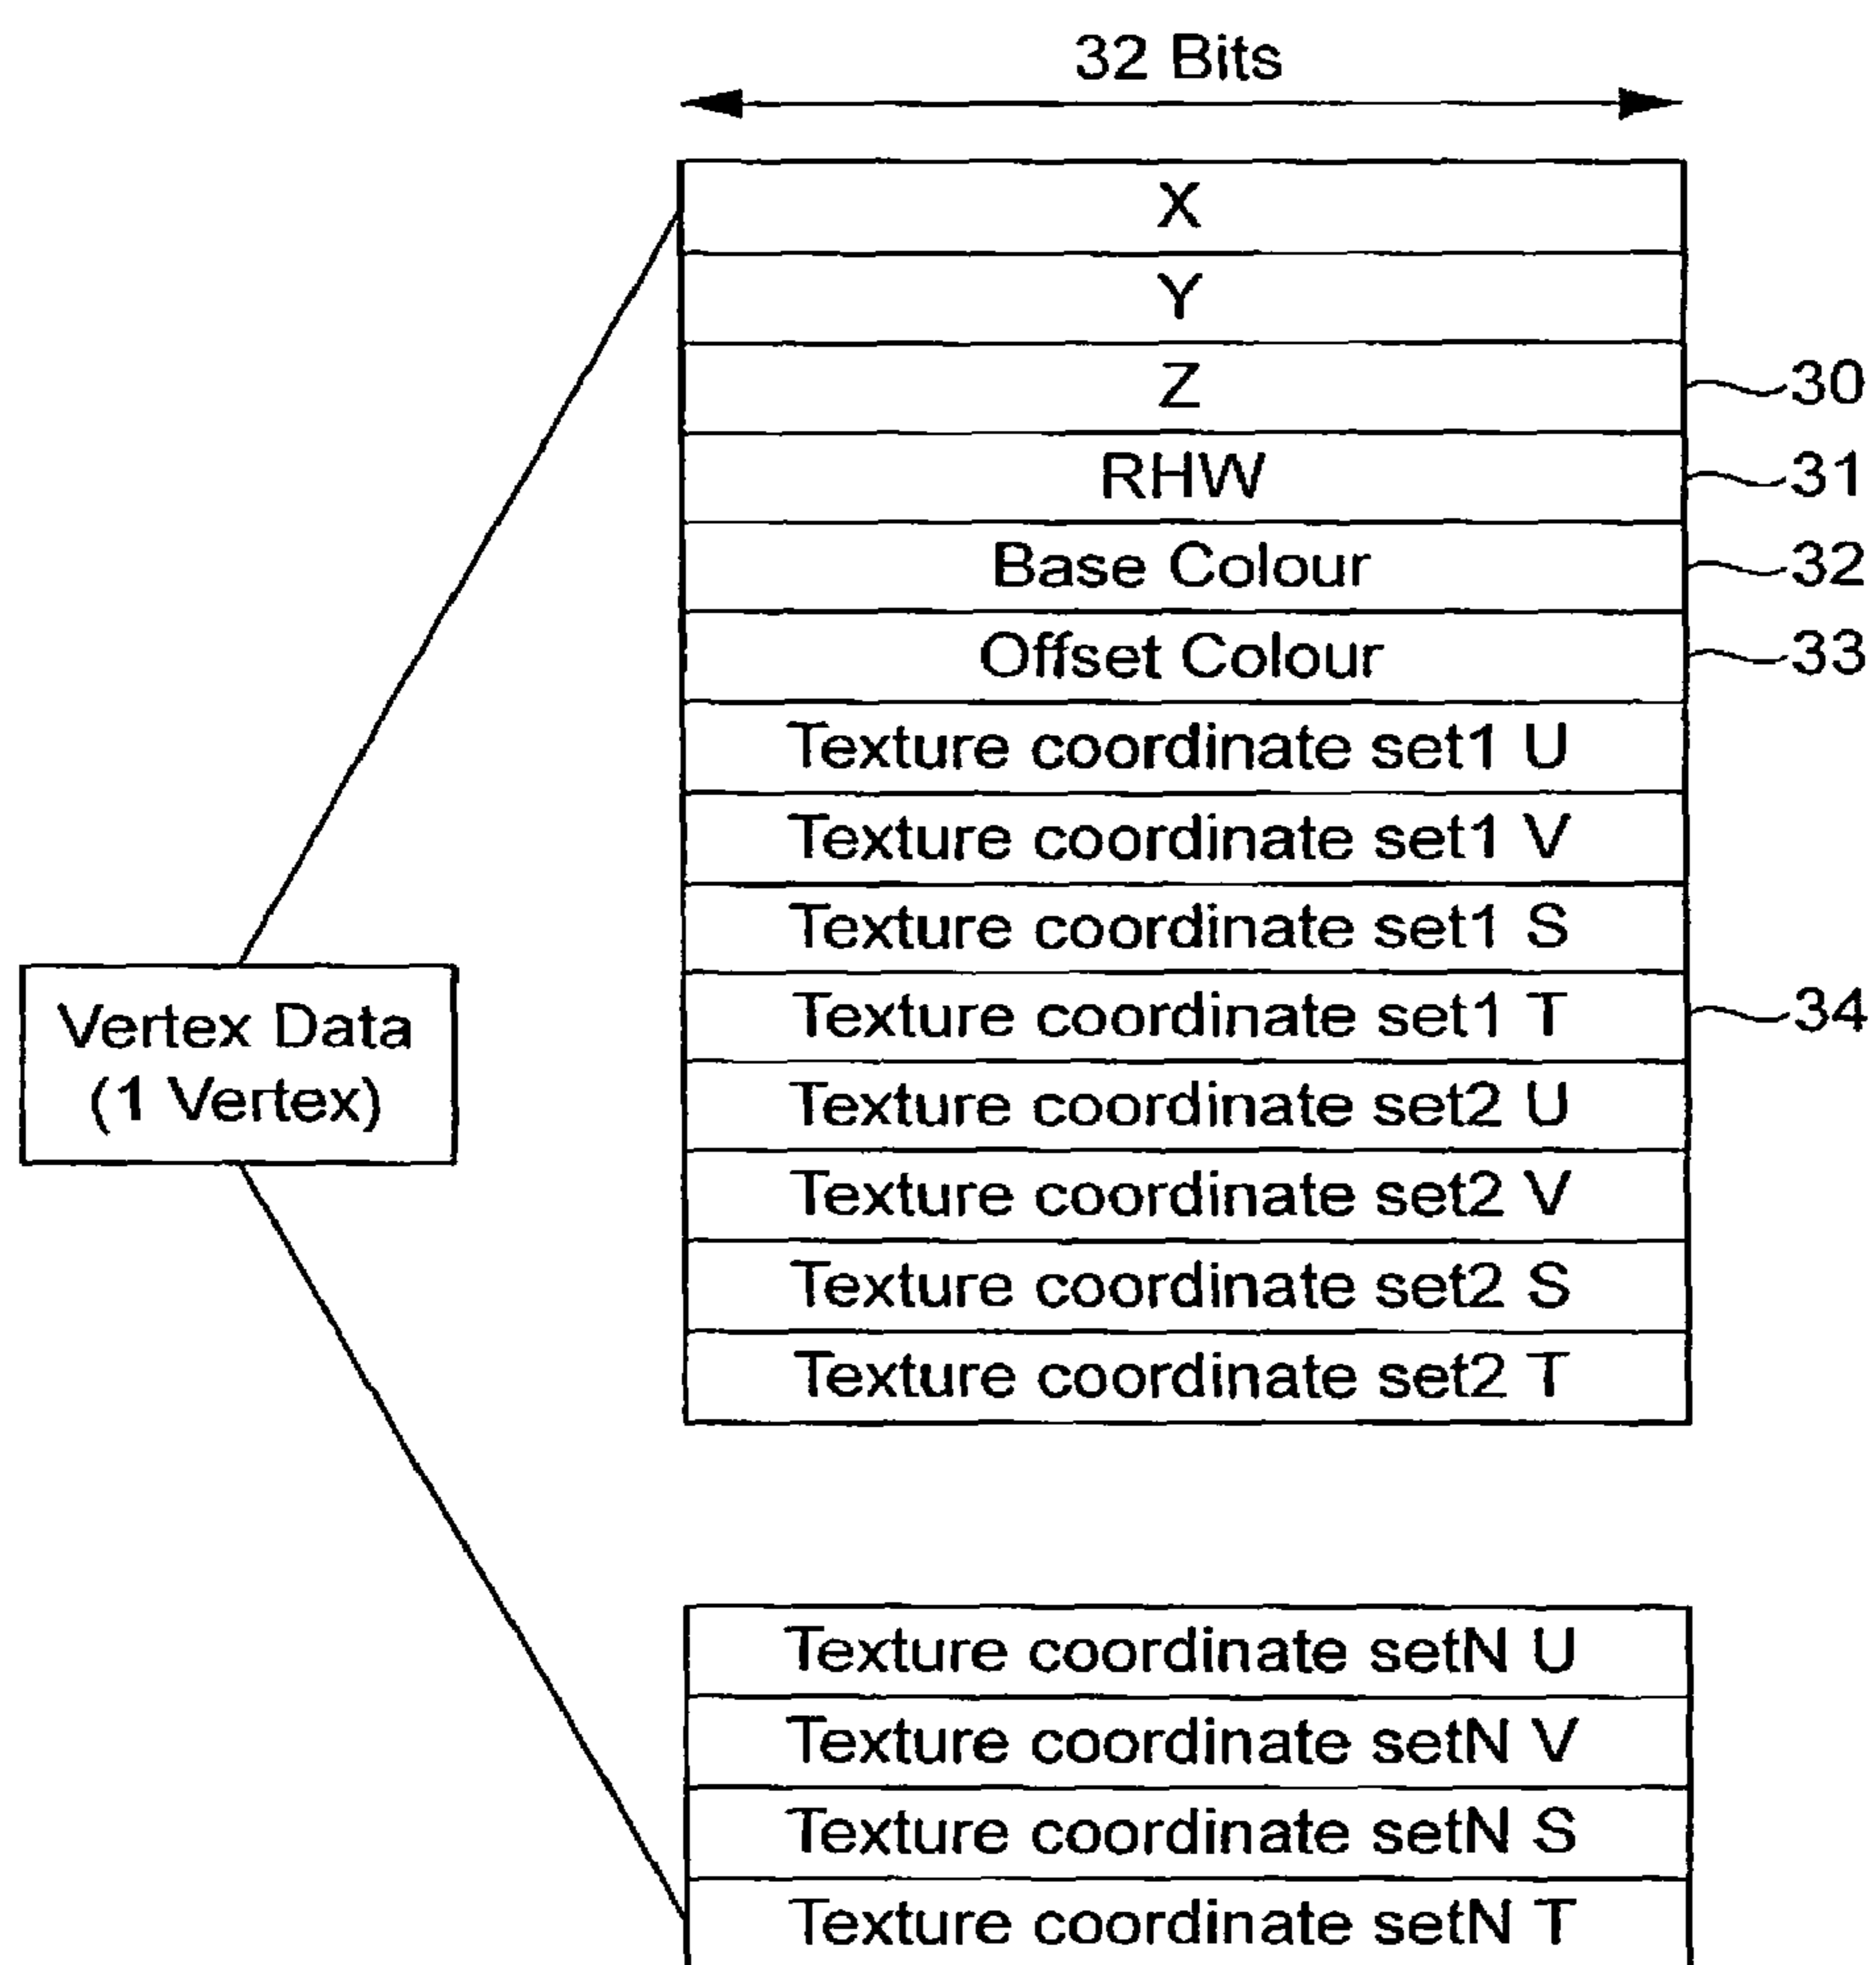 32 Bits
X
Y
Z
30
RHW
31
Base Colour
32
Offset Colour
33
Texture coordinate set1 U
Texture coordinate set1 V
Texture coordinate set1 S
Texture coordinate set1 T
34
Vertex Data
(1 Vertex)
Texture coordinate set2 U
Texture coordinate set2 V
Texture coordinate set2 S
Texture coordinate set2 T
Texture coordinate setN U
Texture coordinate setN V
Texture coordinate setN S
Texture coordinate setN T